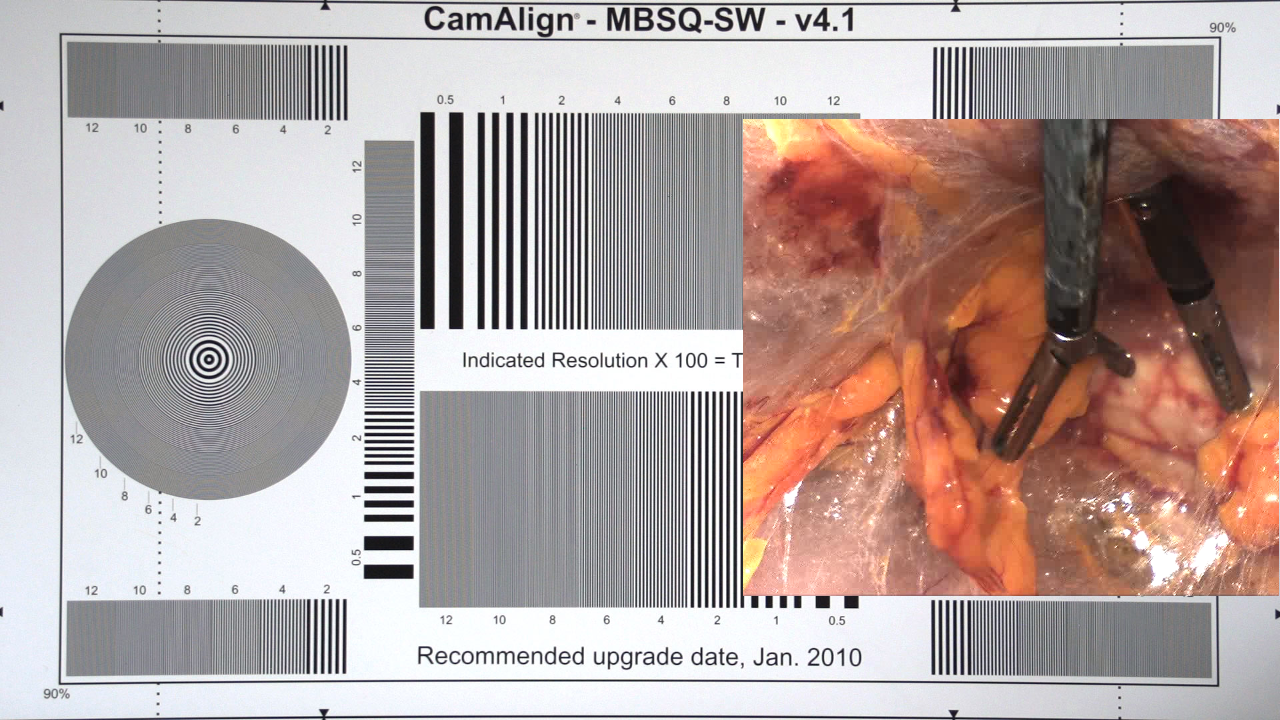 CamAlign® - MBSQ-SW - v4.1
90%
12 10 8 6 4 2
0.5 1 2 4 6 8 10 12
12 10 8 6 4 2 1 0.5
Indicated Resolution X 100 = T
12 10 8 6 4 2
12 10 8 6 4 2
12 10 8 6 4 2 1 0.5
Recommended upgrade date, Jan. 2010
90%